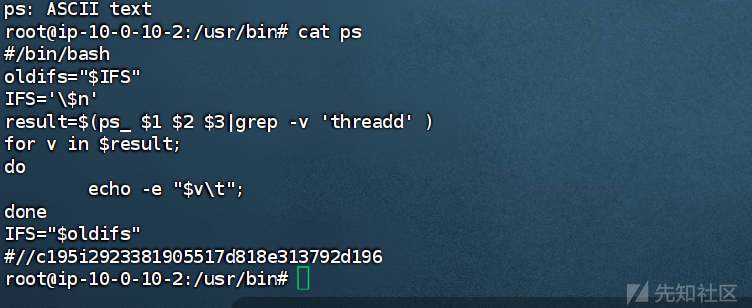 ps: ASCII text
root@ip-10-0-10-2:/usr/bin# cat ps
#/bin/bash
oldifs="$IFS"
IFS='\$n'
result=$(ps_ $1 $2 $3|grep -v 'threadd' )
for v in $result;
do
        echo -e "$v\t";
done
IFS="$oldifs"
#//c195i2923381905517d818e313792d196
root@ip-10-0-10-2:/usr/bin#
先知社区